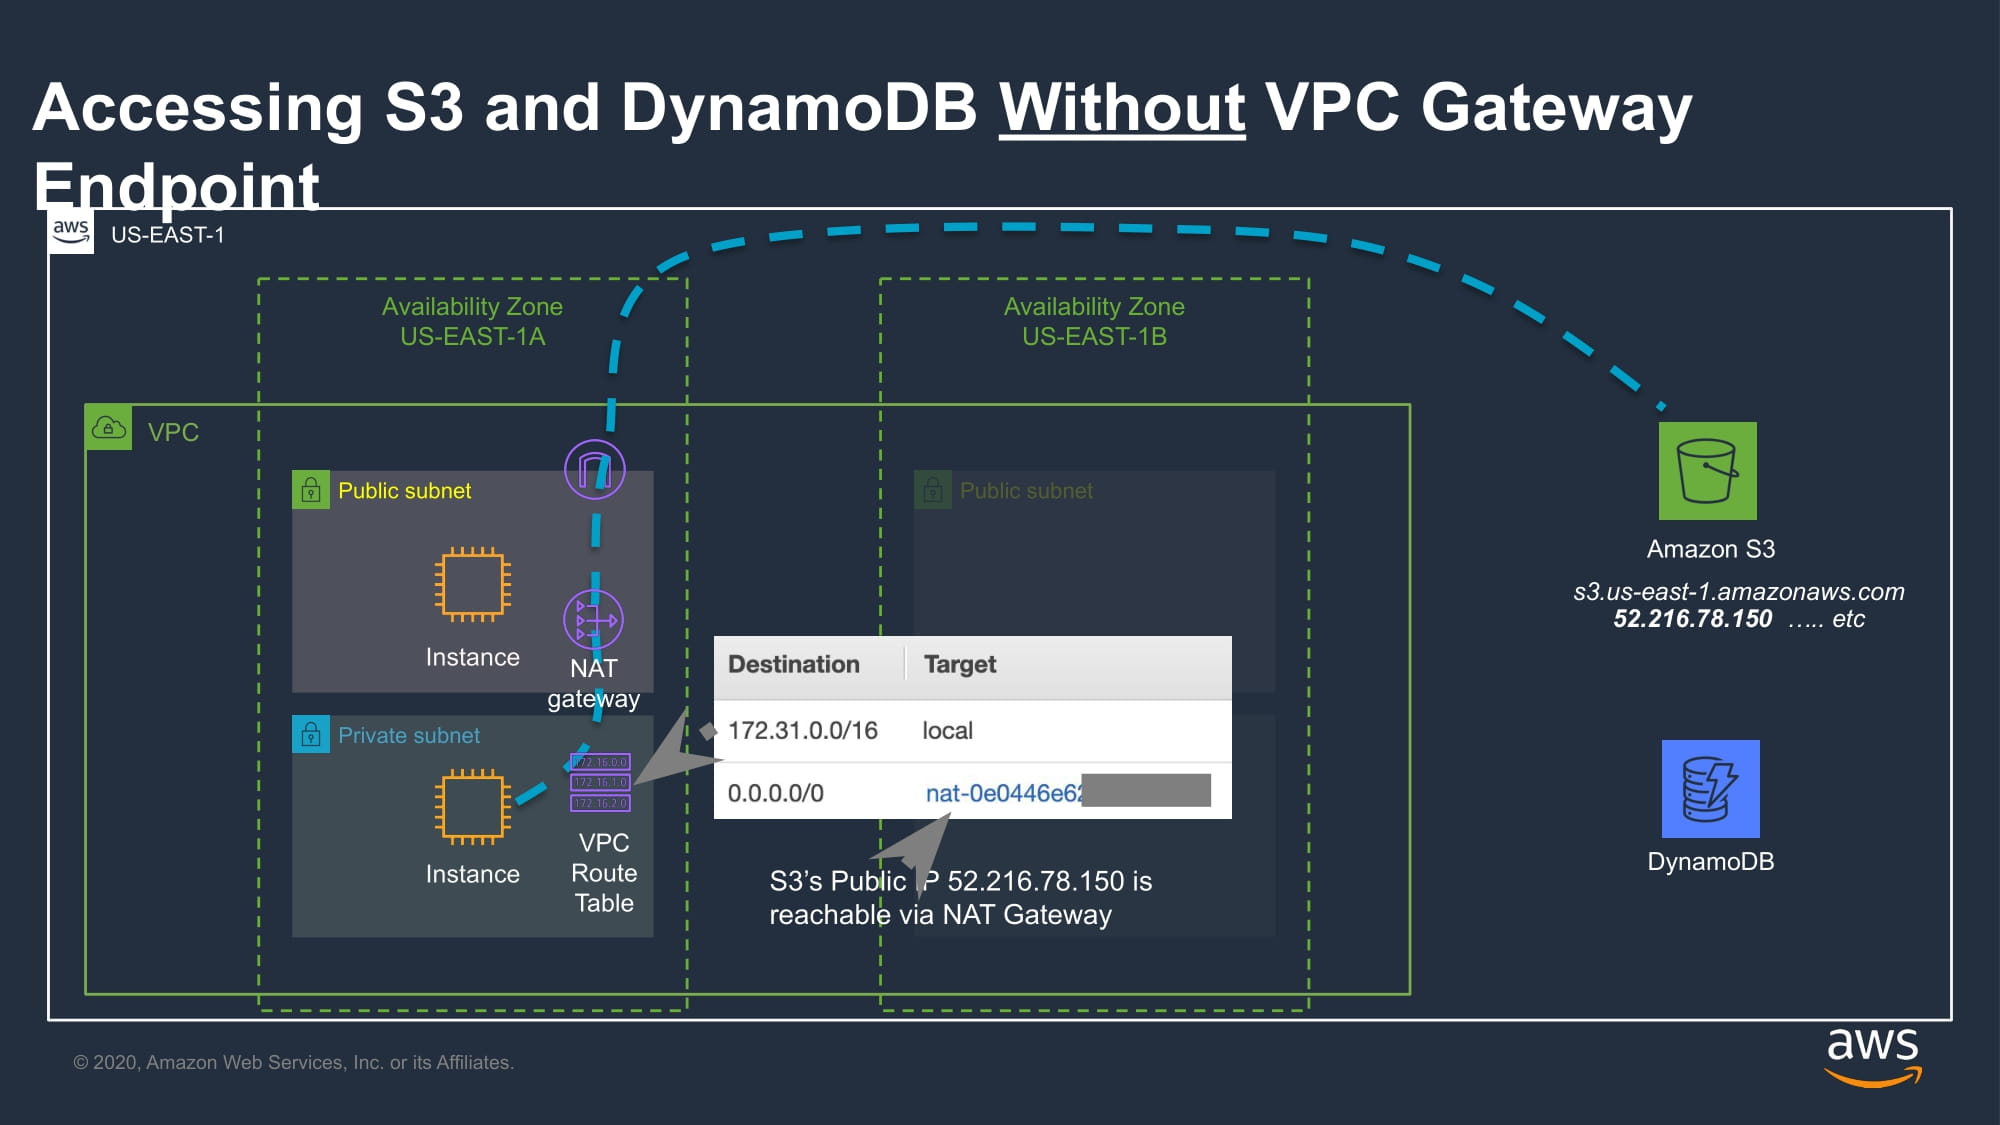 Accessing S3 and DynamoDB Without VPC Gateway
Endpoint
aws
US-EAST-1
Availability Zone
US-EAST-1A
Availability Zone
US-EAST-1B
VPC
Public subnet
Public subnet
Instance
NAT
gateway
Amazon S3
s3.us-east-1.amazonaws.com
52.216.78.150 ….. etc
Destination Target
172.31.0.0/16 local
0.0.0.0/0 nat-0e0446e62
Private subnet
172.16.0.0
172.16.1.0
172.16.2.0
Instance
VPC
Route
Table
S3’s Public IP 52.216.78.150 is
reachable via NAT Gateway
DynamoDB
© 2020, Amazon Web Services, Inc. or its Affiliates.
aws